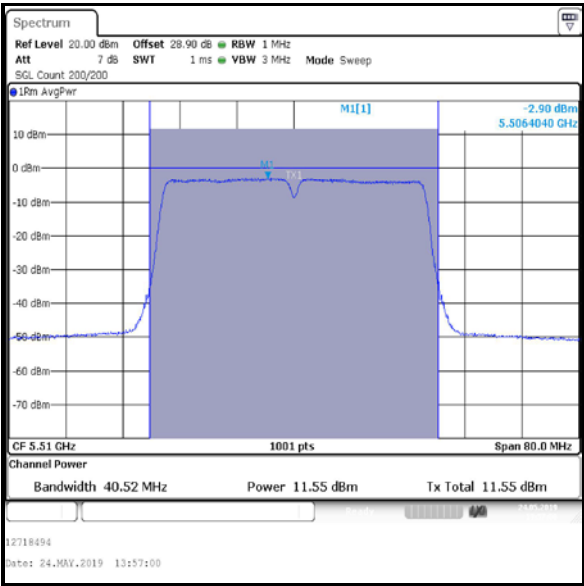 Spectrum
Ref Level 20.00 dBm Offset 28.90 dB RBW 1 MHz
Att 7 dB SWT 1 ms VBW 3 MHz Mode Sweep
SGL Count 200/200
1Rm AvgPwr
M1[1] -2.90 dBm
5.5064040 GHz
10 dBm
0 dBm
M1
Tx1
-10 dBm
-20 dBm
-30 dBm
-40 dBm
-50 dBm
-60 dBm
-70 dBm
CF 5.51 GHz 1001 pts Span 80.0 MHz
Channel Power
Bandwidth 40.52 MHz Power 11.55 dBm Tx Total 11.55 dBm
24.05.2019
12718494
Date: 24.MAY.2019 13:57:00